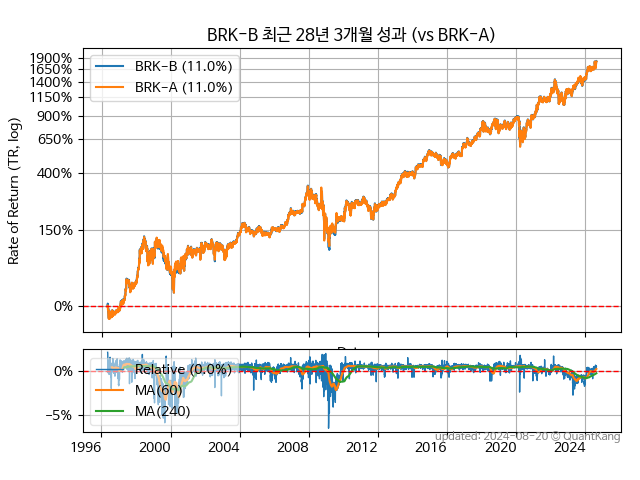 BRK-B 최근 28년 3개월 성과 (vs BRK-A)
Rate of Return (TR, log)
1900%
1650%
1400%
1150%
900%
650%
400%
150%
0%
BRK-B (11.0%)
BRK-A (11.0%)
0%
-5%
Relative (0.0%)
MA(60)
MA(240)
1996 2000 2004 2008 2012 2016 2020 2024
updated: 2024-08-20 © QuantKang